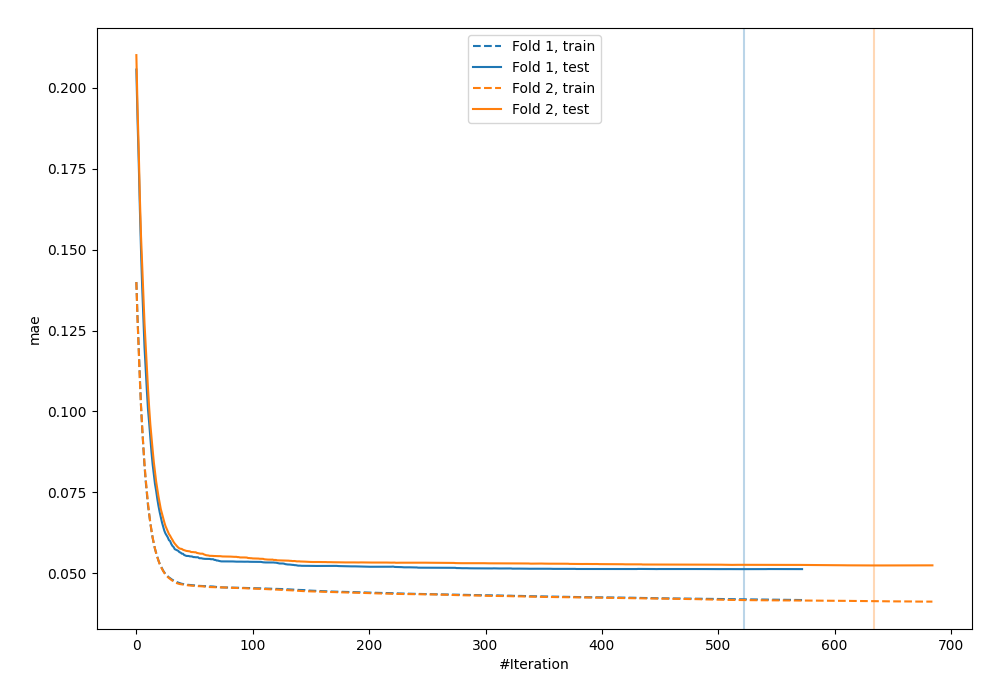 Fold 1, train
Fold 1, test
Fold 2, train
Fold 2, test
0.200
0.175
0.150
0.125
0.100
0.075
0.050
mae
0 100 200 300 400 500 600 700
#Iteration